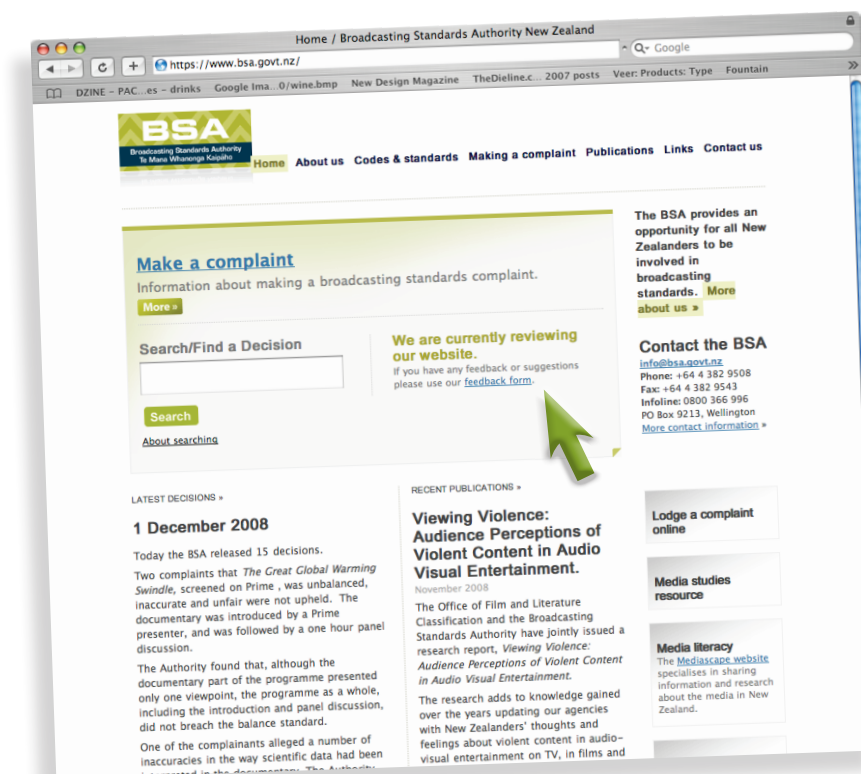 Home / Broadcasting Standards Authority New Zealand
https://www.bsa.govt.nz/
Google
DZINE – PAC...es – drinks Google Ima...0/wine.bmp New Design Magazine TheDieline.c... 2007 posts Veer: Products: Type Fountain
BSA
Broadcasting Standards Authority
Te Mana Whanonga Kaipāho
Home About us Codes & standards Making a complaint Publications Links Contact us
Make a complaint
Information about making a broadcasting standards complaint.
More »
Search/Find a Decision
Search
About searching
We are currently reviewing
our website.
If you have any feedback or suggestions
please use our feedback form.
The BSA provides an
opportunity for all New
Zealanders to be
involved in
broadcasting
standards. More
about us »
Contact the BSA
info@bsa.govt.nz
Phone: +64 4 382 9508
Fax: +64 4 382 9543
Infoline: 0800 366 996
PO Box 9213, Wellington
More contact information »
LATEST DECISIONS »
1 December 2008
Today the BSA released 15 decisions.
Two complaints that The Great Global Warming
Swindle, screened on Prime , was unbalanced,
inaccurate and unfair were not upheld. The
documentary was introduced by a Prime
presenter, and was followed by a one hour panel
discussion.
The Authority found that, although the
documentary part of the programme presented
only one viewpoint, the programme as a whole,
including the introduction and panel discussion,
did not breach the balance standard.
One of the complainants alleged a number of
inaccuracies in the way scientific data had been
RECENT PUBLICATIONS »
Viewing Violence:
Audience Perceptions of
Violent Content in Audio
Visual Entertainment.
November 2008
The Office of Film and Literature
Classification and the Broadcasting
Standards Authority have jointly issued a
research report, Viewing Violence:
Audience Perceptions of Violent Content
in Audio Visual Entertainment.
The research adds to knowledge gained
over the years updating our agencies
with New Zealanders' thoughts and
feelings about violent content in audio-
visual entertainment on TV, in films and
Lodge a complaint
online
Media studies
resource
Media literacy
The Mediascape website
specialises in sharing
information and research
about the media in New
Zealand.